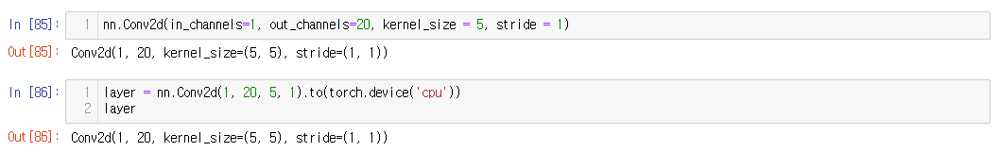 In [85]: 1 nn.Conv2d(in_channels=1, out_channels=20, kernel_size = 5, stride = 1)
Out[85]: Conv2d(1, 20, kernel_size=(5, 5), stride=(1, 1))
In [86]: 1 layer = nn.Conv2d(1, 20, 5, 1).to(torch.device('cpu'))
2 layer
Out[86]: Conv2d(1, 20, kernel_size=(5, 5), stride=(1, 1))